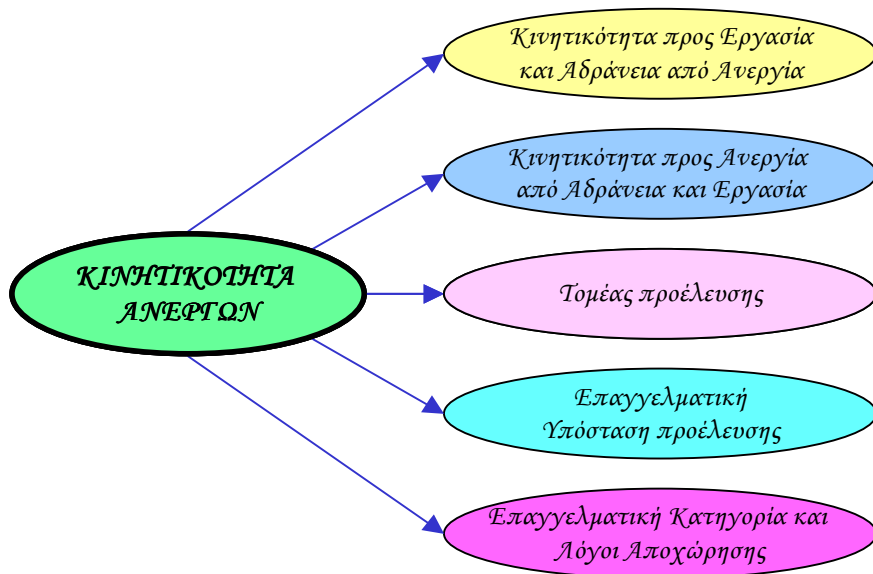 Κινητικότητα προς Εργασία
και Αδράνεια από Ανεργία
Κινητικότητα προς Ανεργία
από Αδράνεια και Εργασία
ΚΙΝΗΤΙΚΟΤΗΤΑ
ΑΝΕΡΓΩΝ
Τομέας προέλευσης
Επαγγελματική
Υπόσταση προέλευσης
Επαγγελματική Κατηγορία και
Λόγοι Αποχώρησης